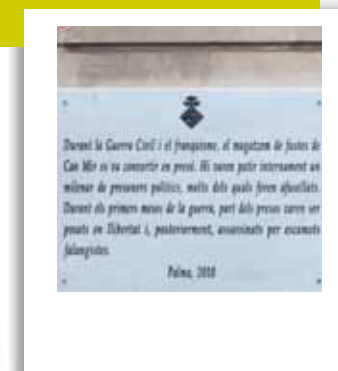 Durant la Guerra Civil i el franquisme, el magatzem de fustes de
Can Mir es va convertir en presó. Hi varen patir internament un
milenar de presoners polítics, molts dels quals foren afusellats.
Durant els primers mesos de la guerra, part dels presos varen ser
posats en llibertat i, posteriorment, assassinats per escamots
falangistes.
Palma, 2018